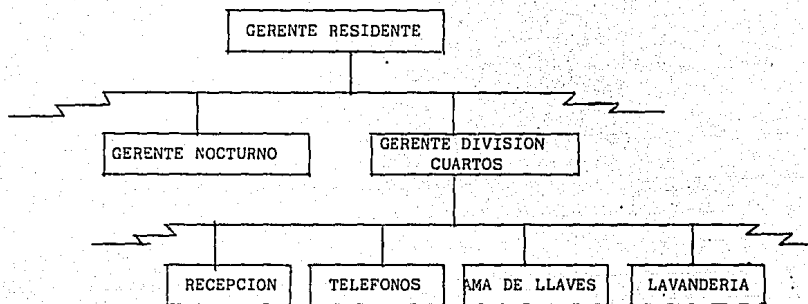 GERENTE RESIDENTE
GERENTE NOCTURNO
GERENTE DIVISION
CUARTOS
RECEPCION
TELEFONOS
AMA DE LLAVES
LAVANDERIA